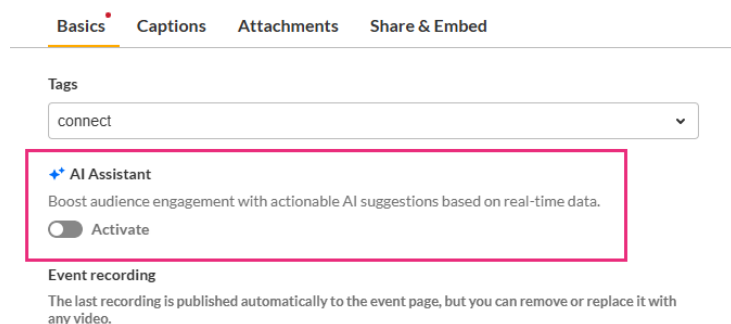 Basics Captions Attachments Share & Embed
Tags
connect
AI Assistant
Boost audience engagement with actionable AI suggestions based on real-time data.
Activate
Event recording
The last recording is published automatically to the event page, but you can remove or replace it with
any video.